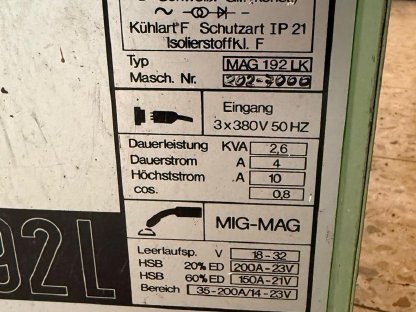 Kühlart F Schutzart IP 21
Isolierstoffkl. F
Typ MAG 192 LK
Masch. Nr.
Eingang
3x380V 50 HZ
Dauerleistung KVA 2,6
Dauerstrom A 4
Höchststrom A 10
cos. 0,8
MIG-MAG
Leerlaufsp. V 18-32
HSB 20% ED 200A-23V
HSB 60% ED 150A-21V
Bereich 35-200A/14-23V
92L